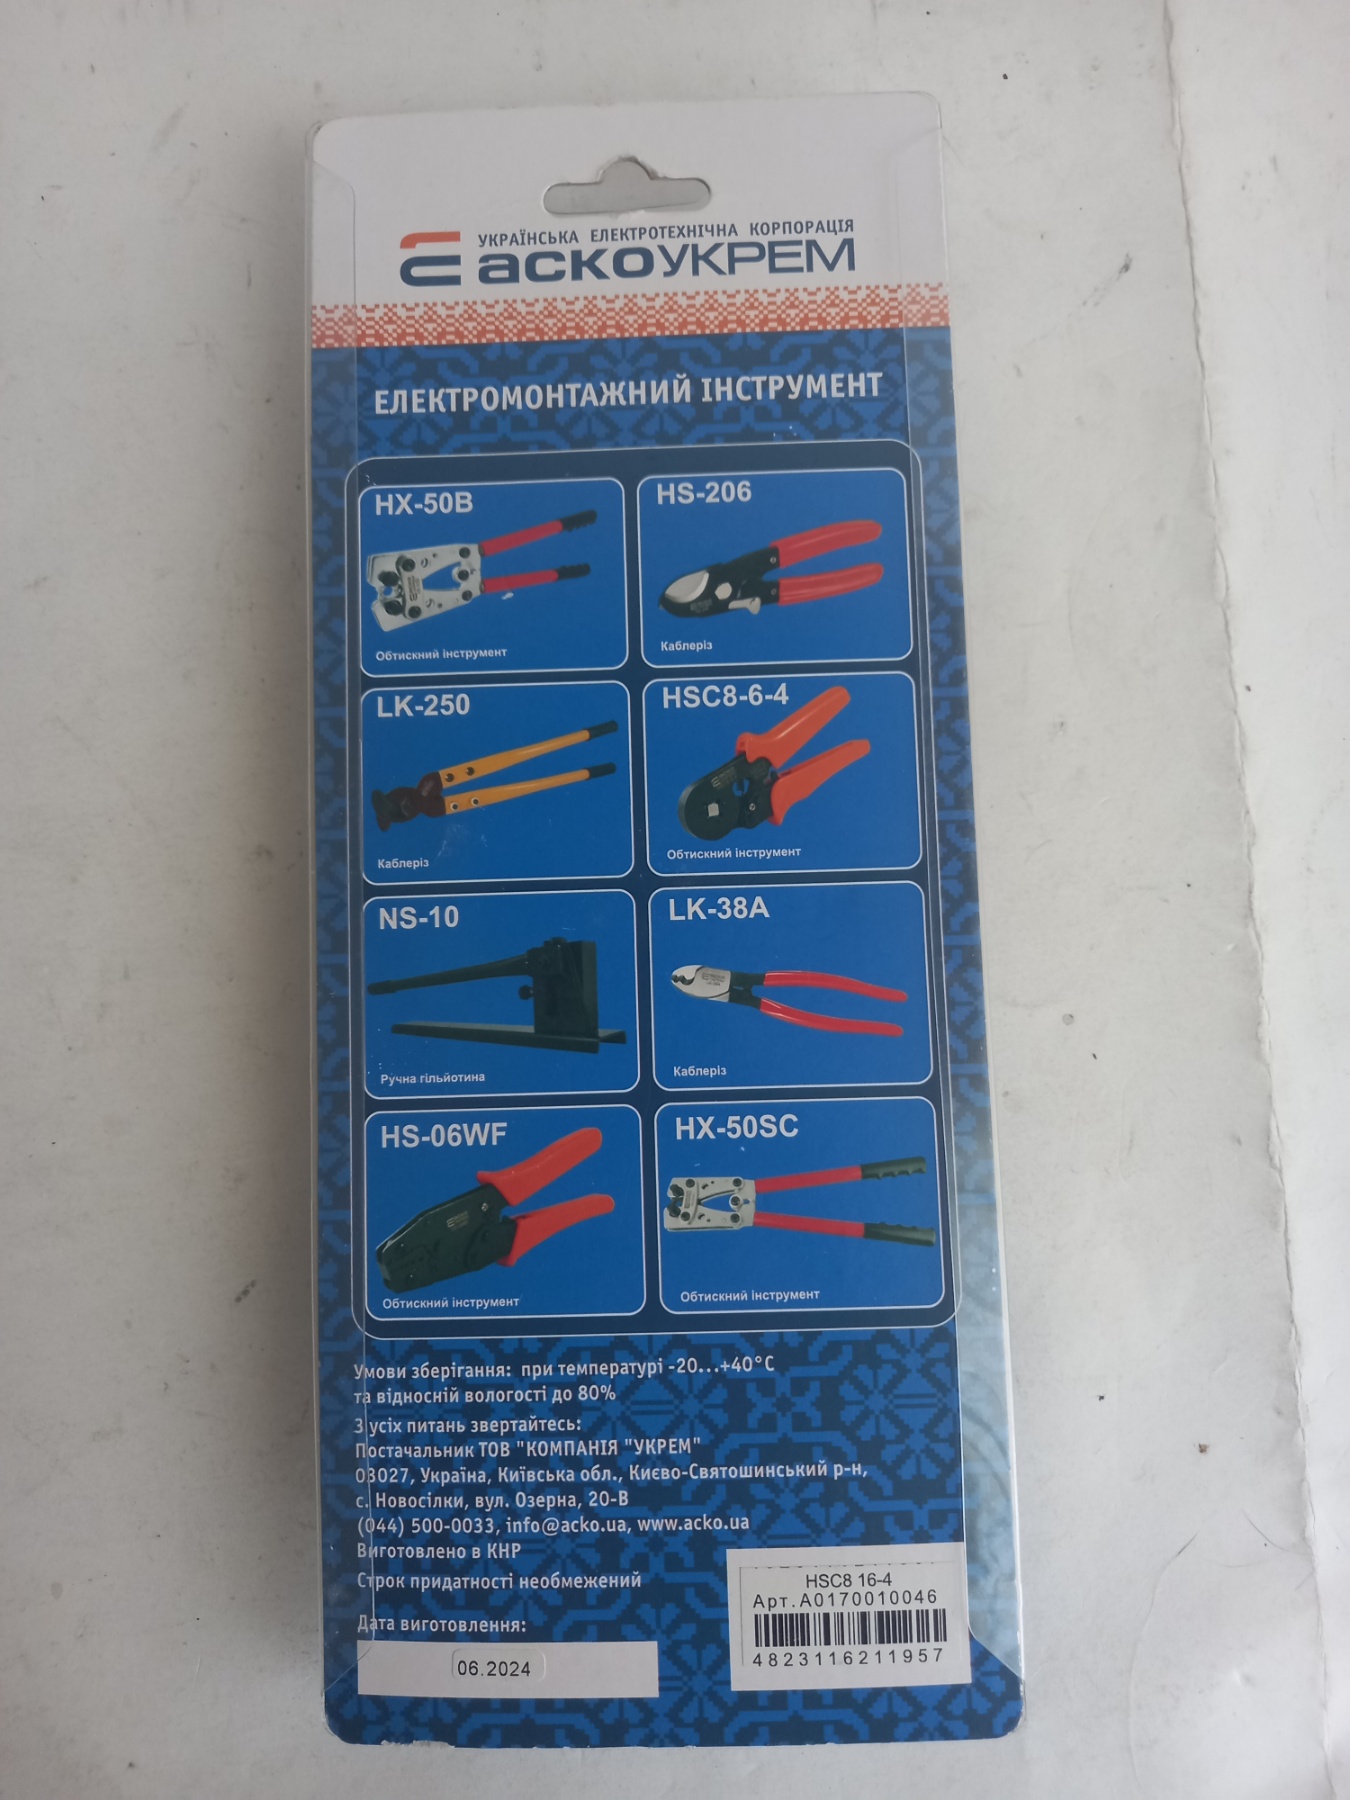 УКРАЇНСЬКА ЕЛЕКТРОТЕХНІЧНА КОРПОРАЦІЯ
аскоУКРЕМ
ЕЛЕКТРОМОНТАЖНИЙ ІНСТРУМЕНТ
HX-50B
Обтискний інструмент
HS-206
Кабелріз
LK-250
Кабелріз
HSC8-6-4
Обтискний інструмент
NS-10
Ручна гільйотина
LK-38A
Кабелріз
HS-06WF
Обтискний інструмент
HX-50SC
Обтискний інструмент
Умови зберігання: при температурі -20...+40°С
та відносній вологості до 80%
З усіх питань звертайтесь:
Постачальник ТОВ "КОМПАНІЯ "УКРЕМ"
03027, Україна, Київська обл., Києво-Святошинський р-н,
с. Новосілки, вул. Озерна, 20-В
(044) 500-0033, info@acko.ua, www.acko.ua
Виготовлено в КНР
Строк придатності необмежений
Дата виготовлення:
06.2024
HSC8 16-4
Арт.A0170010046
4823116211957